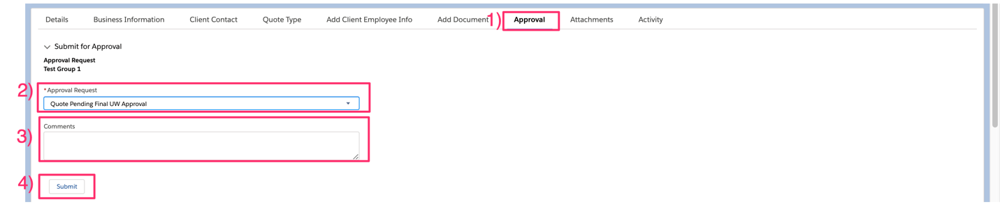 Details Business Information Client Contact Quote Type Add Client Employee Info Add Document 1) Approval Attachments Activity
Submit for Approval
Approval Request
Test Group 1
2) *Approval Request
Quote Pending Final UW Approval
Comments
3)
4) Submit